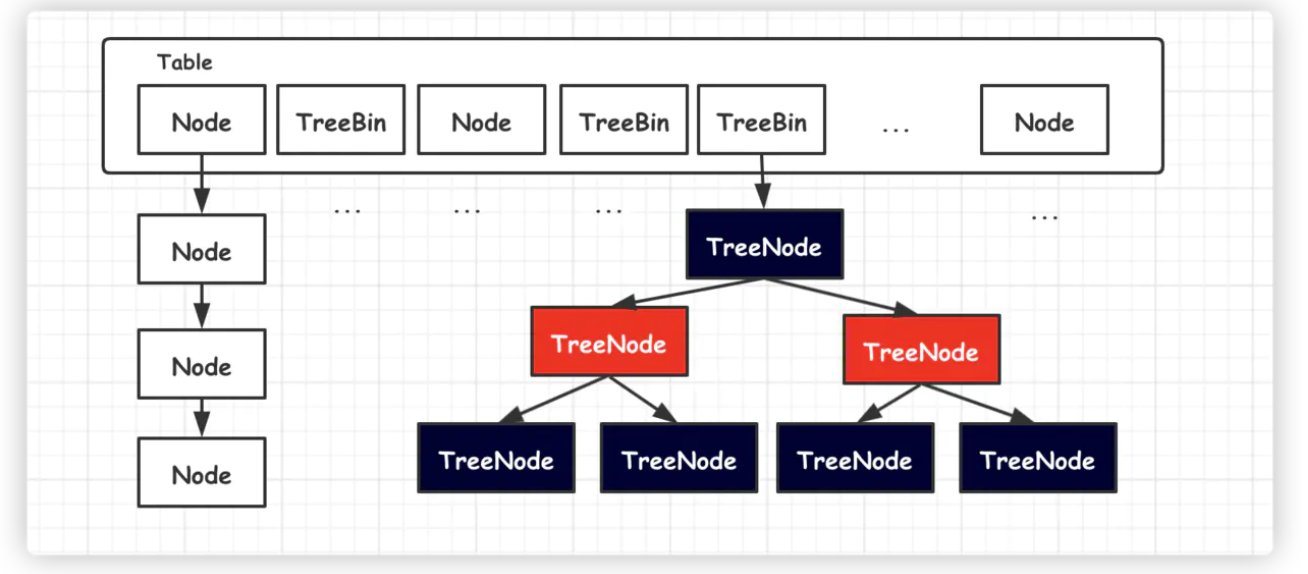 Table
Node TreeBin Node TreeBin TreeBin ... Node
... ... ... ...
Node TreeNode
TreeNode TreeNode
Node
TreeNode TreeNode TreeNode TreeNode
Node